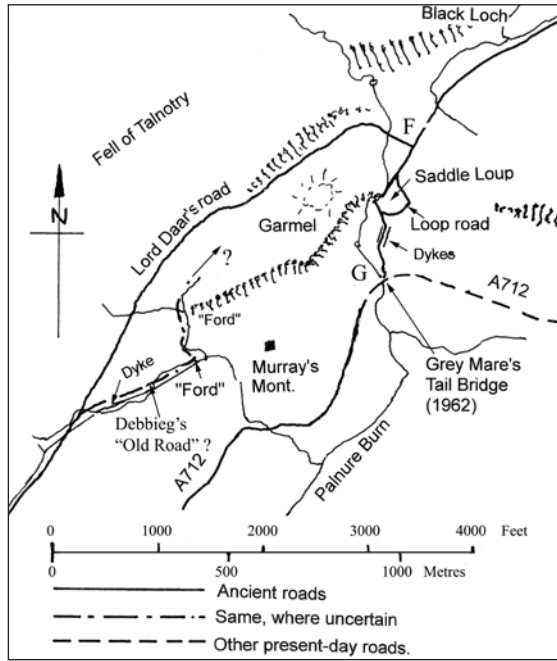 Black Loch
F
Fell of Talnotry
Saddle Loup
Lord Daar's road
N
Garmel
Loop road
?
Dykes
G
A712
"Ford"
Murray's
Mont.
Grey Mare's
Tail Bridge
(1962)
Dyke
"Ford"
Debbieg's
"Old Road" ?
A712
Palnure Burn
0 1000 2000 3000 4000 Feet
0 500 1000 Metres
Ancient roads
Same, where uncertain
Other present-day roads.